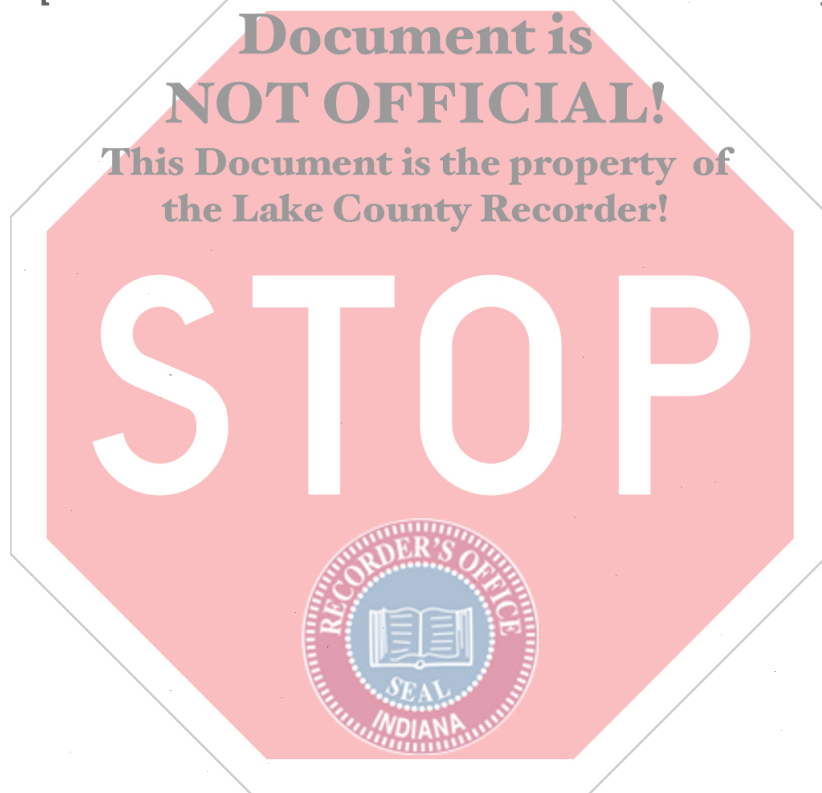 Document is
NOT OFFICIAL!
This Document is the property of
the Lake County Recorder!
STOP
RECORDER'S OFFICE
SEAL
INDIANA